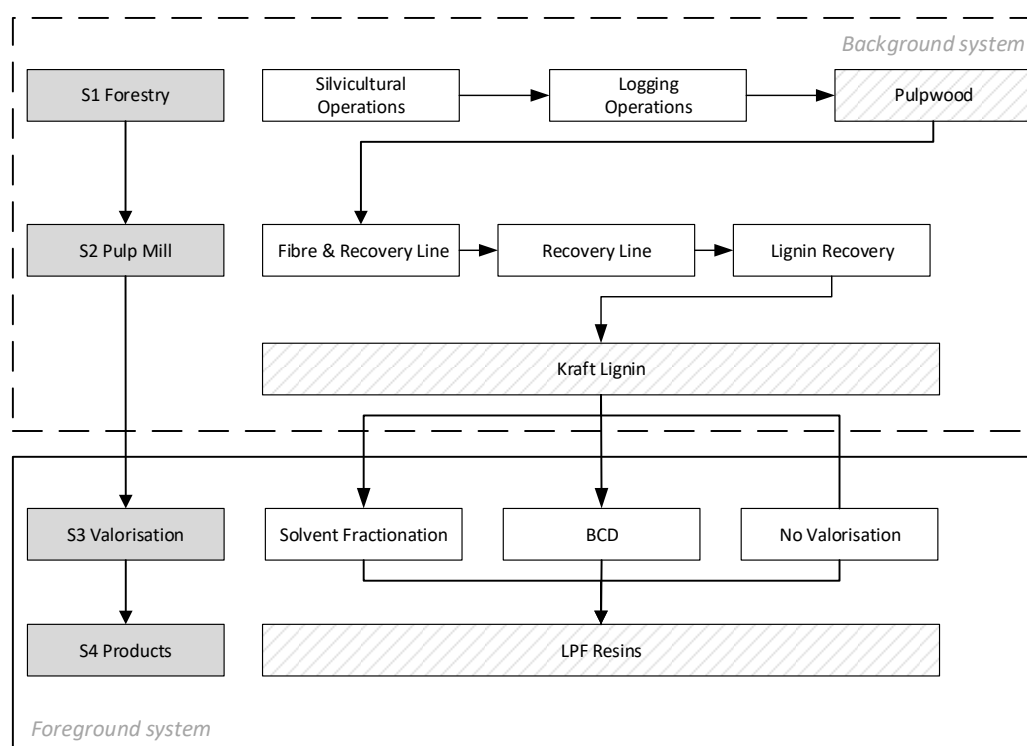 Background system
S1 Forestry
Silvicultural
Operations
Logging
Operations
Pulpwood
S2 Pulp Mill
Fibre & Recovery Line
Recovery Line
Lignin Recovery
Kraft Lignin
S3 Valorisation
Solvent Fractionation
BCD
No Valorisation
S4 Products
LPF Resins
Foreground system